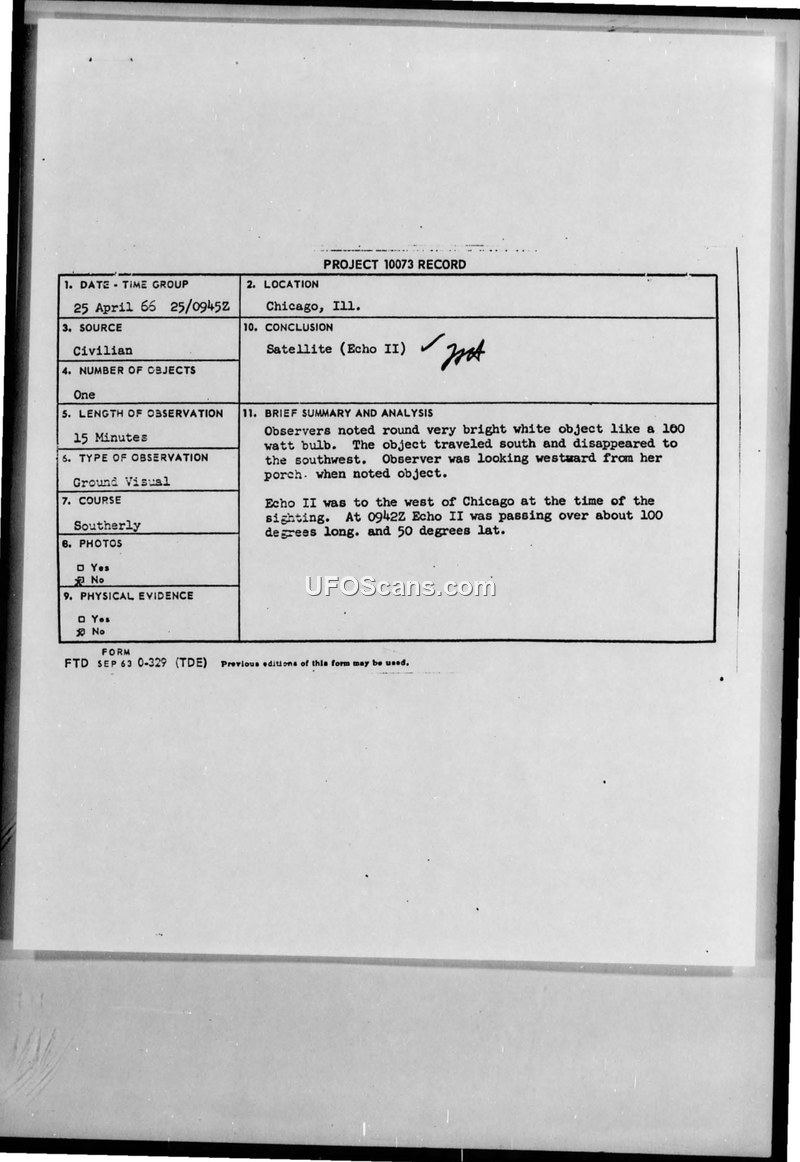 PROJECT 10073 RECORD
1. DATE - TIME GROUP
25 April 66 25/0945Z
2. LOCATION
Chicago, Ill.
3. SOURCE
Civilian
10. CONCLUSION
Satellite (Echo II)
4. NUMBER OF OBJECTS
One
5. LENGTH OF OBSERVATION
15 Minutes
11. BRIEF SUMMARY AND ANALYSIS
Observers noted round very bright white object like a 100
watt bulb. The object traveled south and disappeared to
the southwest. Observer was looking westward from her
porch. when noted object.
Echo II was to the west of Chicago at the time of the
sighting. At 0942Z Echo II was passing over about 100
degrees long. and 50 degrees lat.
6. TYPE OF OBSERVATION
Ground Visual
7. COURSE
Southerly
8. PHOTOS
□ Yes
☒ No
9. PHYSICAL EVIDENCE
□ Yes
☒ No
UFOScans.com
FORM
FTD SEP 63 0-329 (TDE) Previous editions of this form may be used.